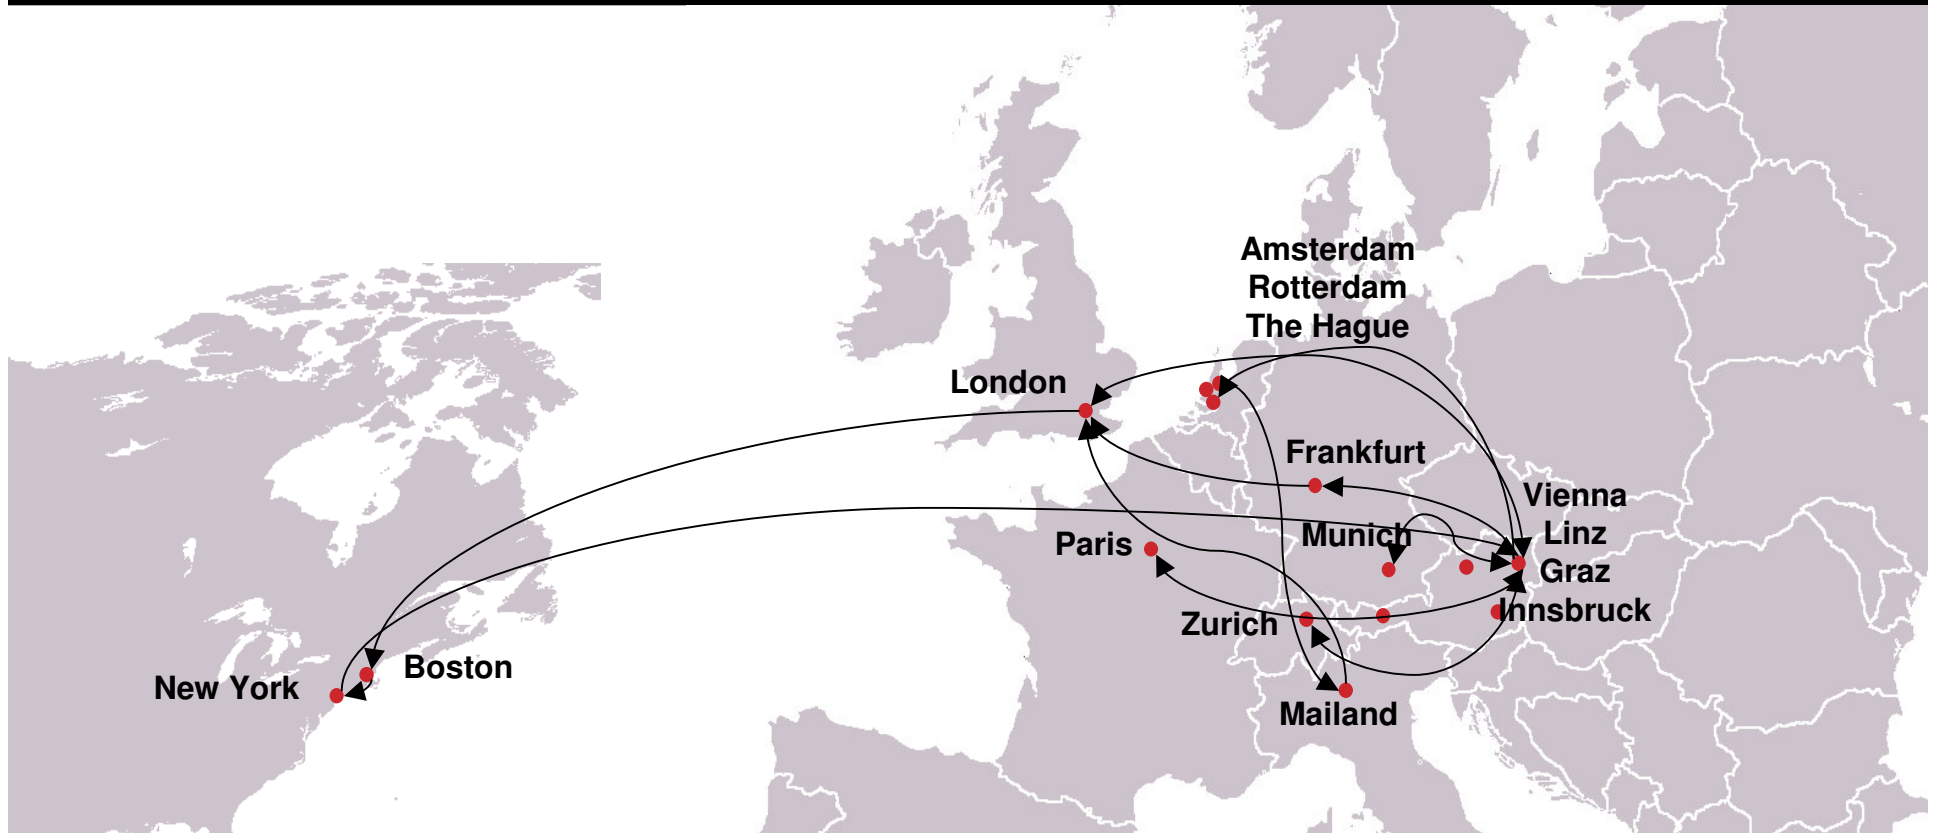 Amsterdam
Rotterdam
The Hague
London
Frankfurt
Vienna
Linz
Graz
Innsbruck
Munich
Paris
Zurich
Boston
New York
Mailand